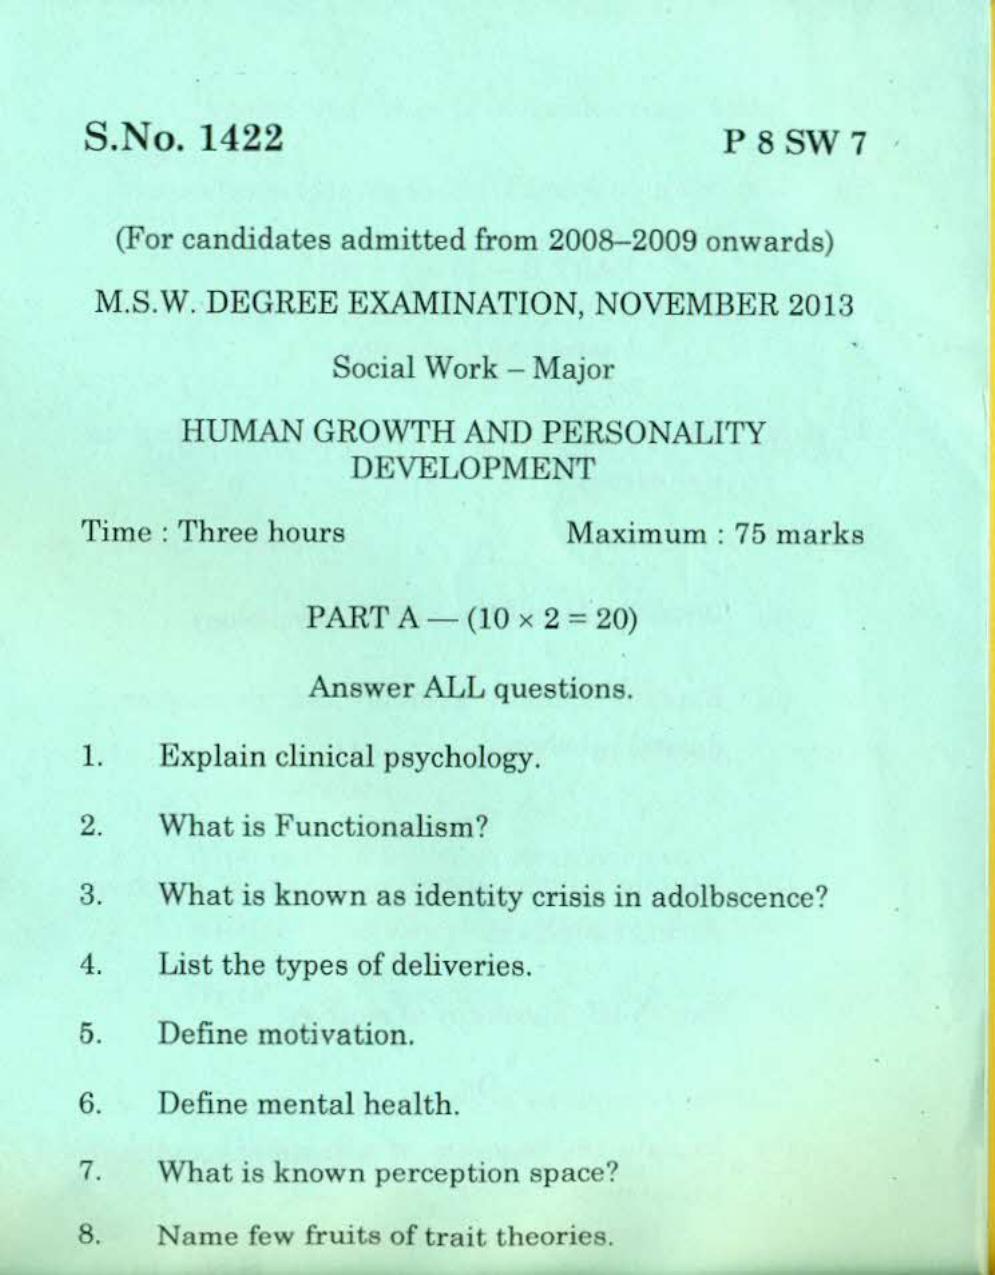 S.No. 1422 P 8 SW 7
(For candidates admitted from 2008–2009 onwards)
M.S.W. DEGREE EXAMINATION, NOVEMBER 2013
Social Work – Major
HUMAN GROWTH AND PERSONALITY
DEVELOPMENT
Time : Three hours Maximum : 75 marks
PART A — (10 × 2 = 20)
Answer ALL questions.
1. Explain clinical psychology.
2. What is Functionalism?
3. What is known as identity crisis in adolbscence?
4. List the types of deliveries.
5. Define motivation.
6. Define mental health.
7. What is known perception space?
8. Name few fruits of trait theories.